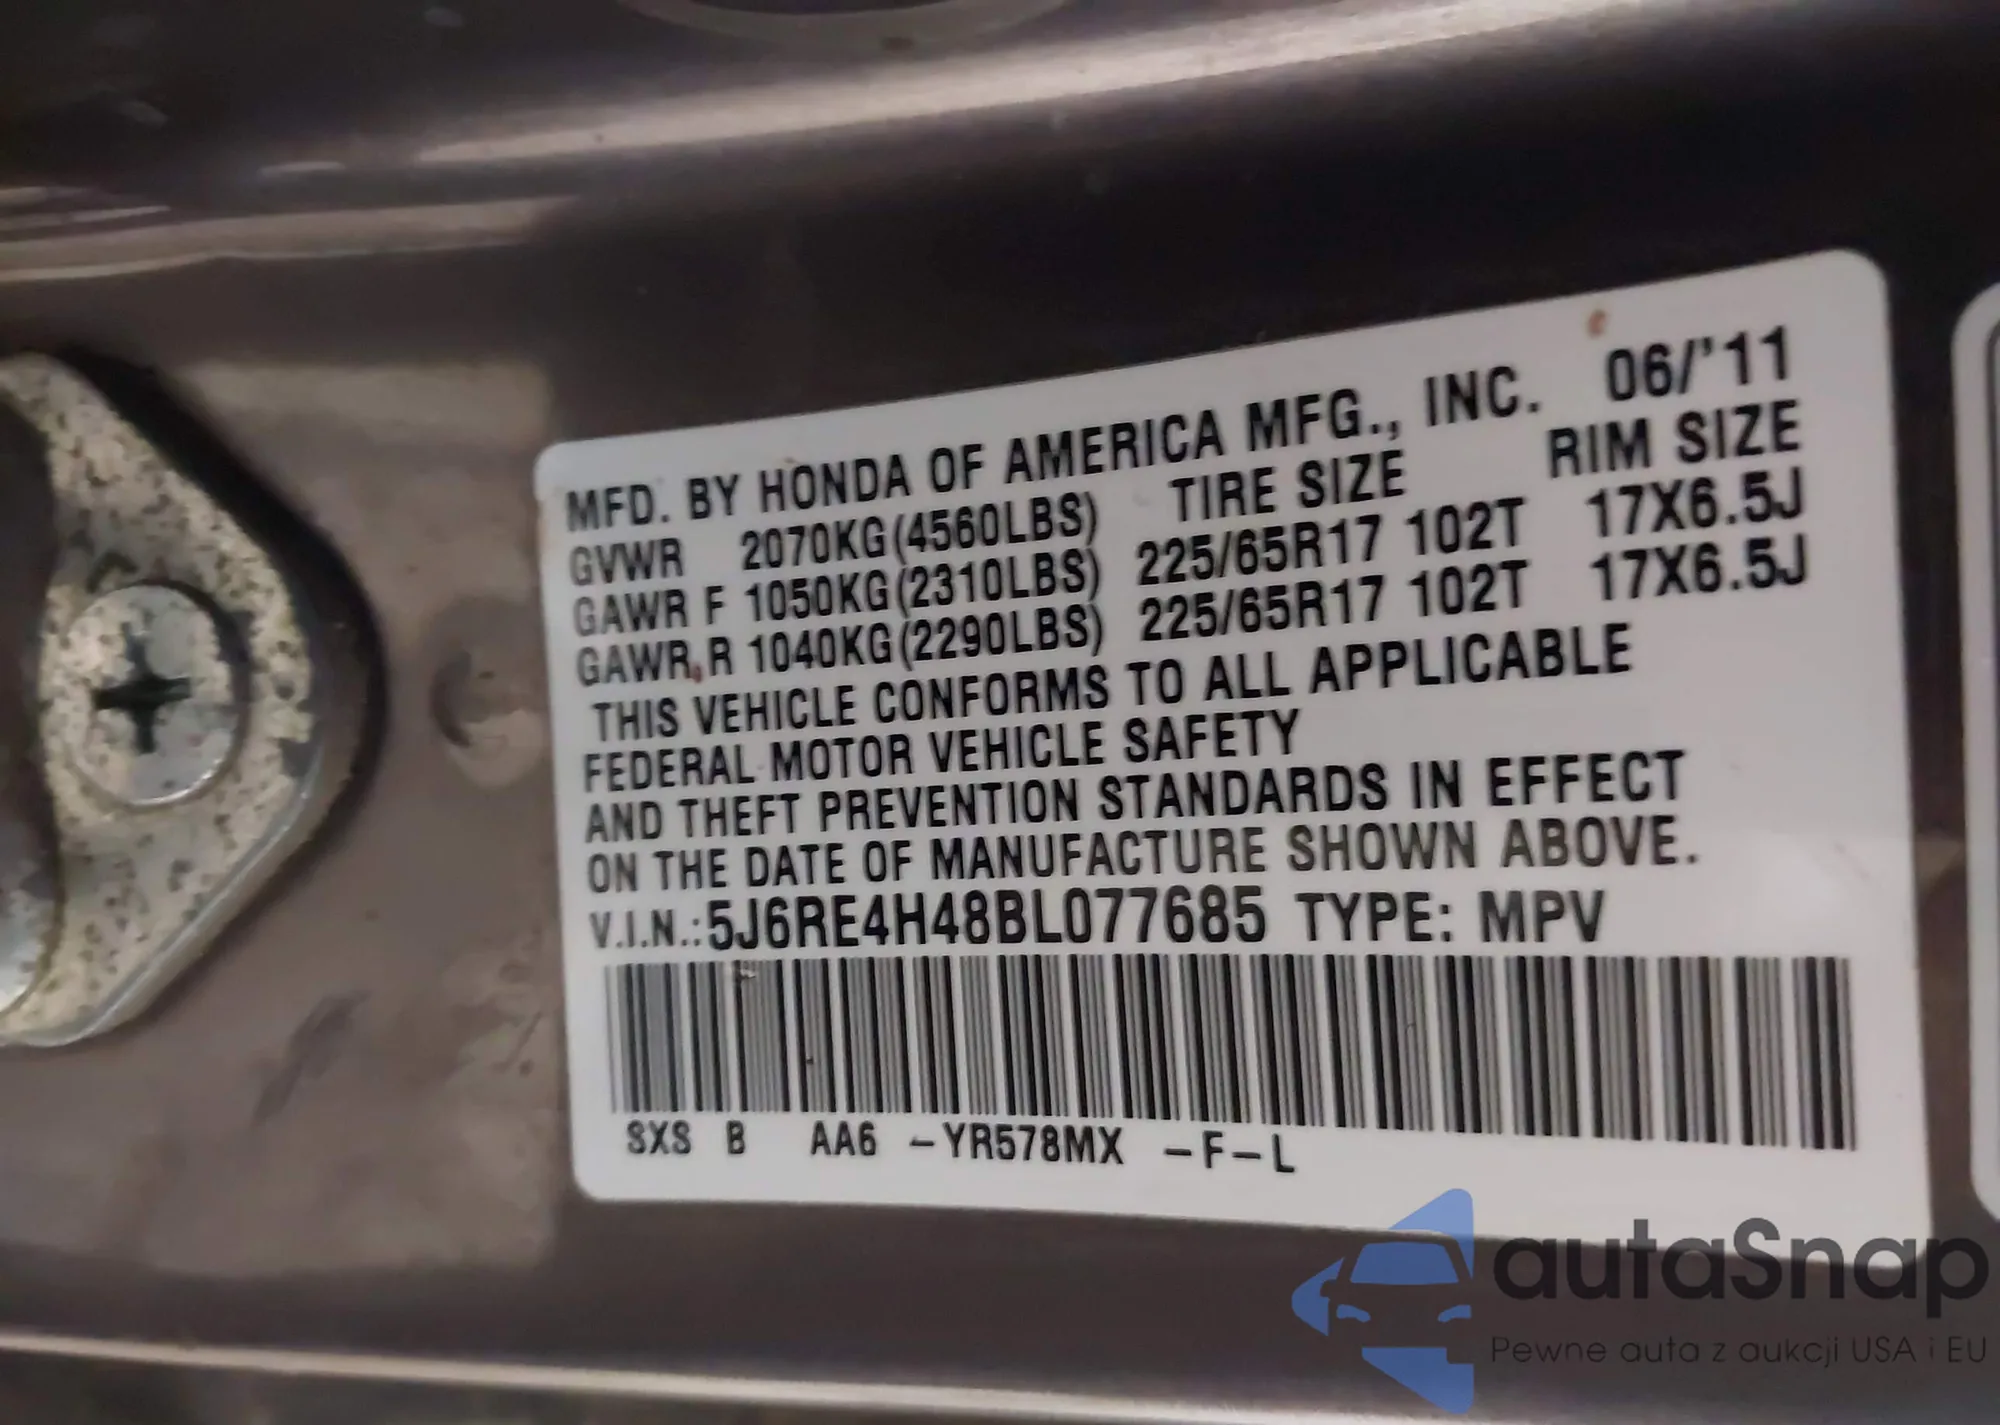 MFD. BY HONDA OF AMERICA MFG., INC. 06/'11
GVWR 2070KG(4560LBS) TIRE SIZE RIM SIZE
GAWR F 1050KG(2310LBS) 225/65R17 102T 17X6.5J
GAWR R 1040KG(2290LBS) 225/65R17 102T 17X6.5J
THIS VEHICLE CONFORMS TO ALL APPLICABLE
FEDERAL MOTOR VEHICLE SAFETY
AND THEFT PREVENTION STANDARDS IN EFFECT
ON THE DATE OF MANUFACTURE SHOWN ABOVE.
V.I.N.:5J6RE4H48BL077685 TYPE: MPV
SXS B AA6 -YR578MX -F-L
autaSnap
Pewne auta z aukcji USA i EU